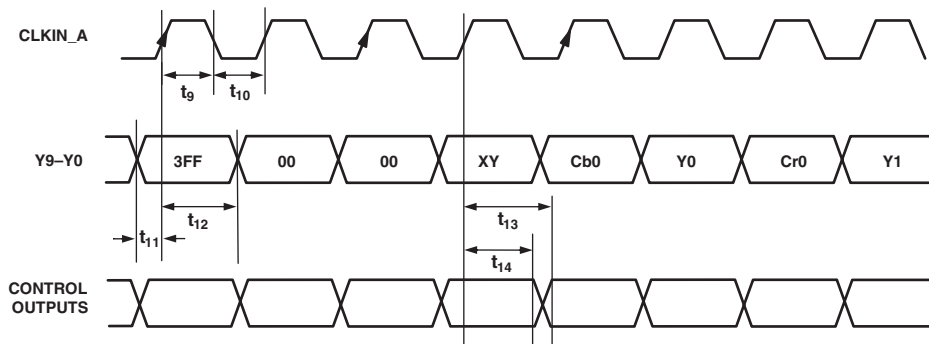 CLKIN_A
t9
t10
Y9–Y0
3FF
00
00
XY
Cb0
Y0
Cr0
Y1
t12
t13
t11
t14
CONTROL
OUTPUTS